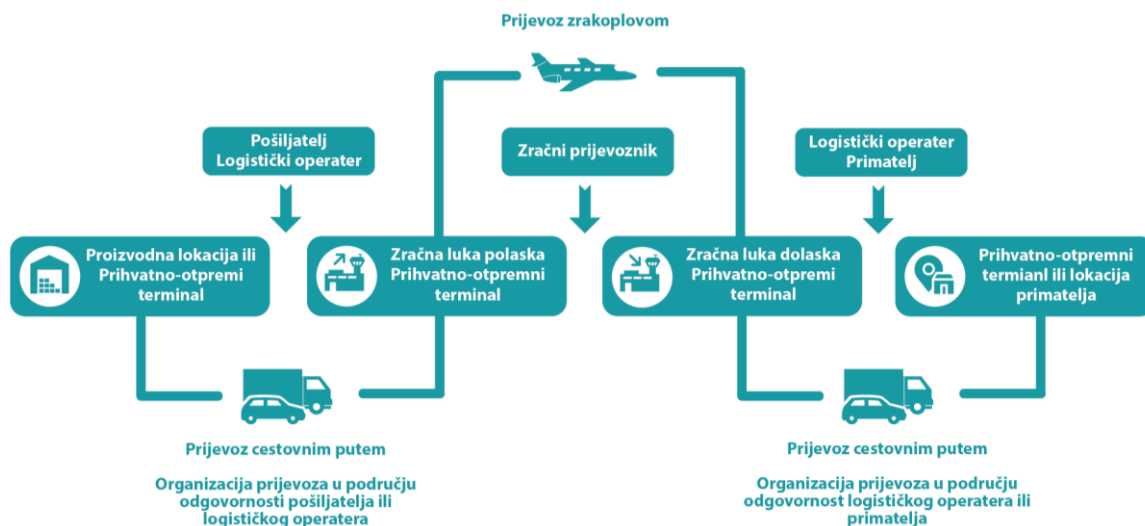 Prijevoz zrakoplovom
Pošiljatelj
Logistički operater
Zračni prijevoznik
Logistički operater
Primatelj
Proizvodna lokacija ili
Prihvatno-otpremi
terminal
Zračna luka polaska
Prihvatno-otpremni
terminal
Zračna luka dolaska
Prihvatno-otpremi
terminal
Prihvatno-otpremni
termianl ili lokacija
primatelja
Prijevoz cestovnim putem
Organizacija prijevoza u području
odgovornosti pošiljatelja ili
logističkog operatera
Prijevoz cestovnim putem
Organizacija prijevoza u području
odgovornost logističkog operatera ili
primatelja